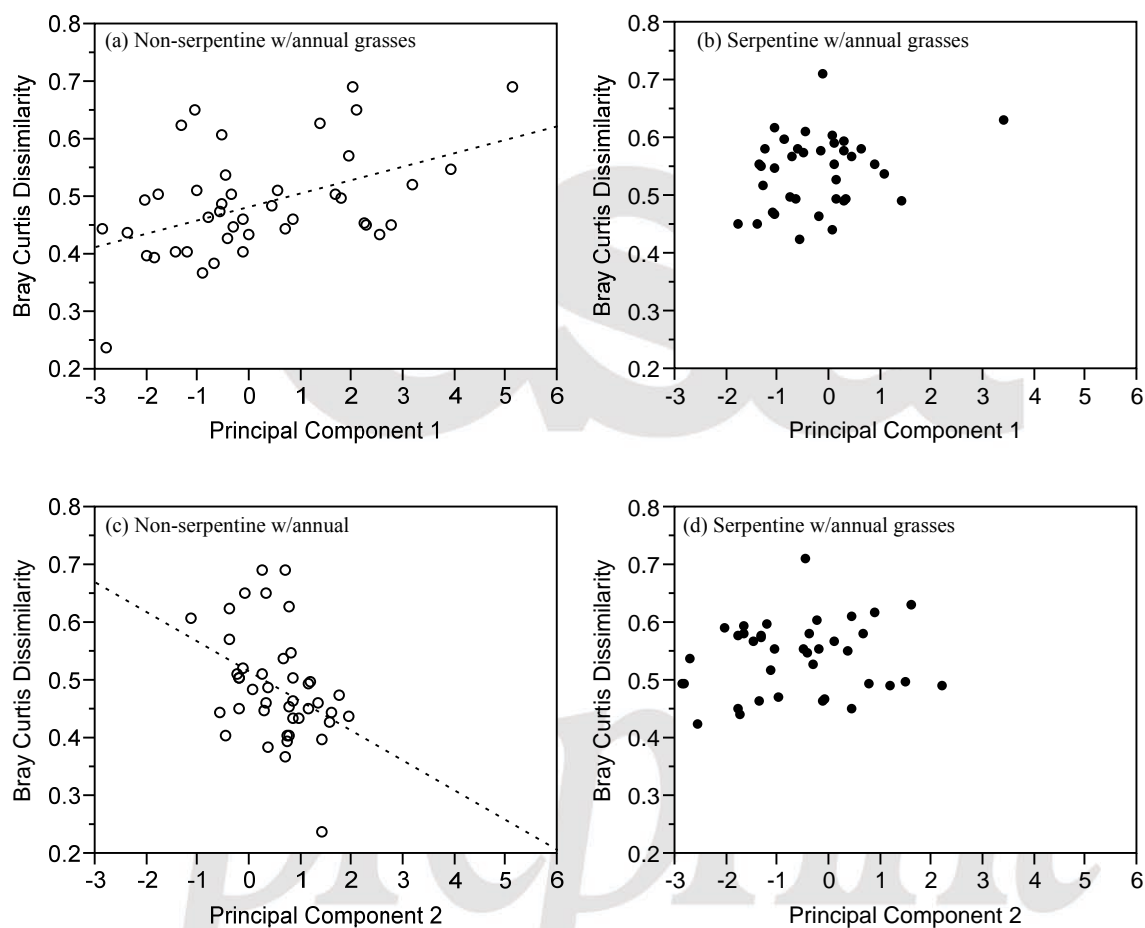 (a) Non-serpentine w/annual grasses
Bray Curtis Dissimilarity
0.8
0.7
0.6
0.5
0.4
0.3
0.2
-3 -2 -1 0 1 2 3 4 5 6
Principal Component 1
(b) Serpentine w/annual grasses
Bray Curtis Dissimilarity
0.8
0.7
0.6
0.5
0.4
0.3
0.2
-3 -2 -1 0 1 2 3 4 5 6
Principal Component 1
(c) Non-serpentine w/annual
Bray Curtis Dissimilarity
0.8
0.7
0.6
0.5
0.4
0.3
0.2
-3 -2 -1 0 1 2 3 4 5 6
Principal Component 2
(d) Serpentine w/annual grasses
Bray Curtis Dissimilarity
0.8
0.7
0.6
0.5
0.4
0.3
0.2
-3 -2 -1 0 1 2 3 4 5 6
Principal Component 2
preprint